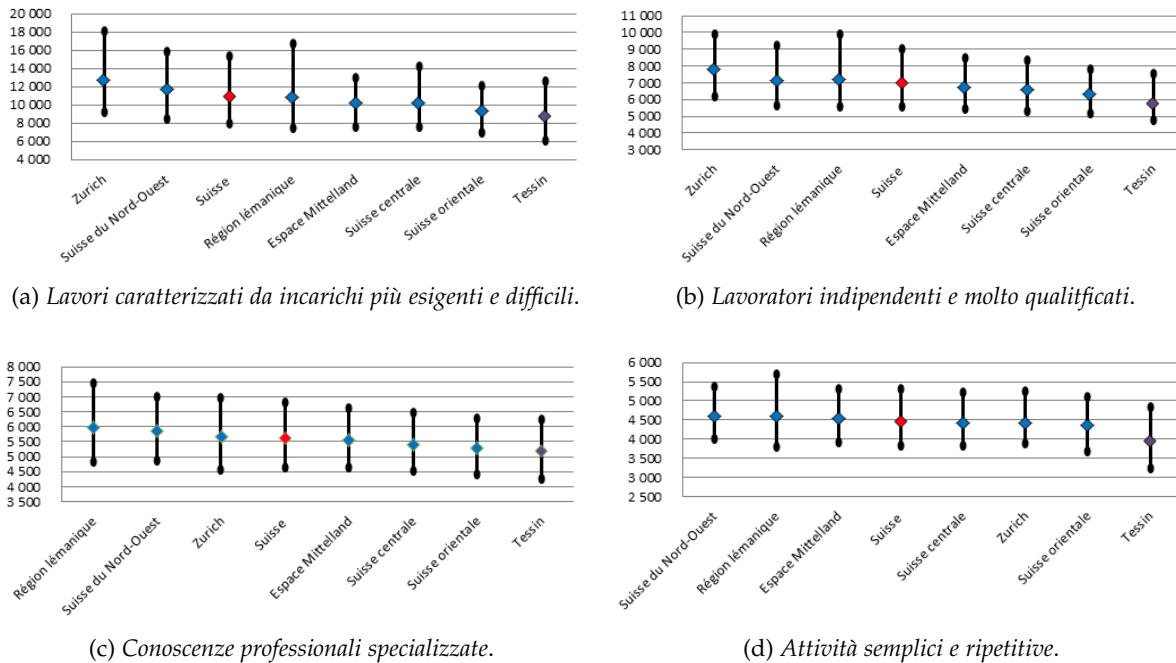 20 000
18 000
16 000
14 000
12 000
10 000
8 000
6 000
4 000
Zurich
Suisse du Nord-Ouest
Suisse
Région lémanique
Espace Mittelland
Suisse centrale
Suisse orientale
Tessin
(a) Lavori caratterizzati da incarichi più esigenti e difficili.
11 000
10 000
9 000
8 000
7 000
6 000
5 000
4 000
3 000
Zurich
Suisse du Nord-Ouest
Région lémanique
Suisse
Espace Mittelland
Suisse centrale
Suisse orientale
Tessin
(b) Lavoratori indipendenti e molto qualitficati.
8 000
7 500
7 000
6 500
6 000
5 500
5 000
4 500
4 000
3 500
Région lémanique
Suisse du Nord-Ouest
Zurich
Suisse
Espace Mittelland
Suisse centrale
Suisse orientale
Tessin
(c) Conoscenze professionali specializzate.
6 000
5 500
5 000
4 500
4 000
3 500
3 000
2 500
Suisse du Nord-Ouest
Région lémanique
Espace Mittelland
Suisse
Suisse centrale
Zurich
Suisse orientale
Tessin
(d) Attività semplici e ripetitive.